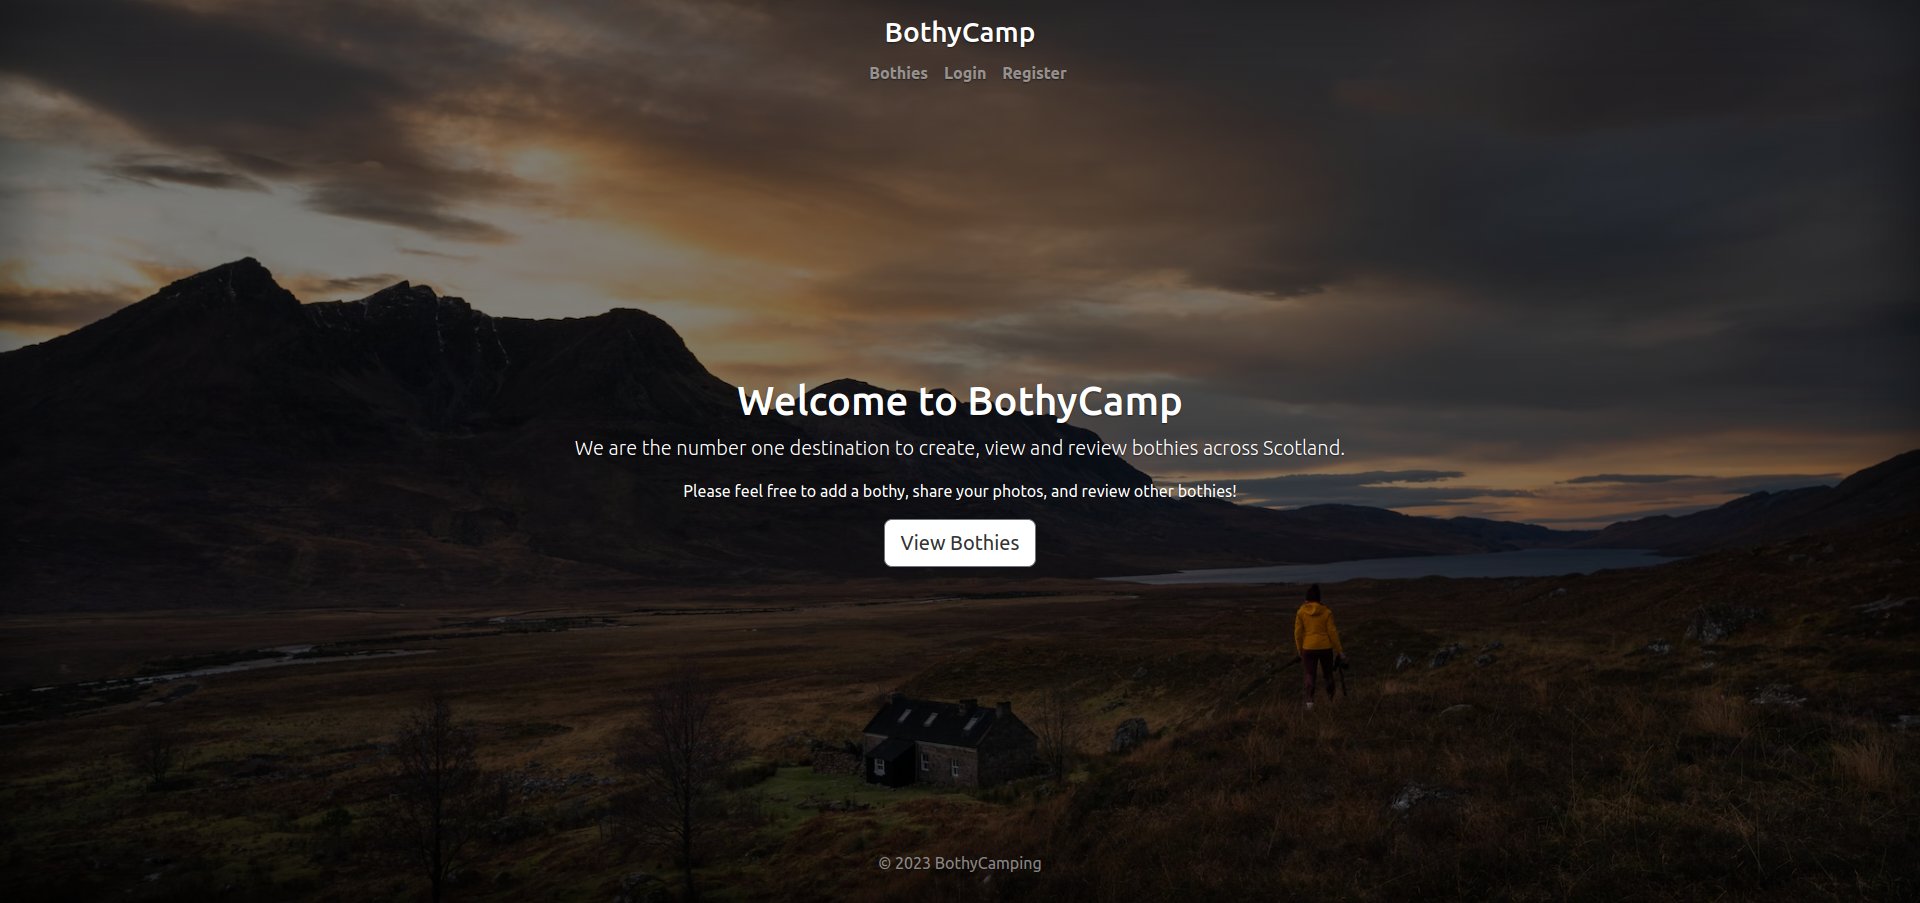 BothyCamp
Bothies Login Register
Welcome to BothyCamp
We are the number one destination to create, view and review bothies across Scotland.
Please feel free to add a bothy, share your photos, and review other bothies!
View Bothies
© 2023 BothyCamping